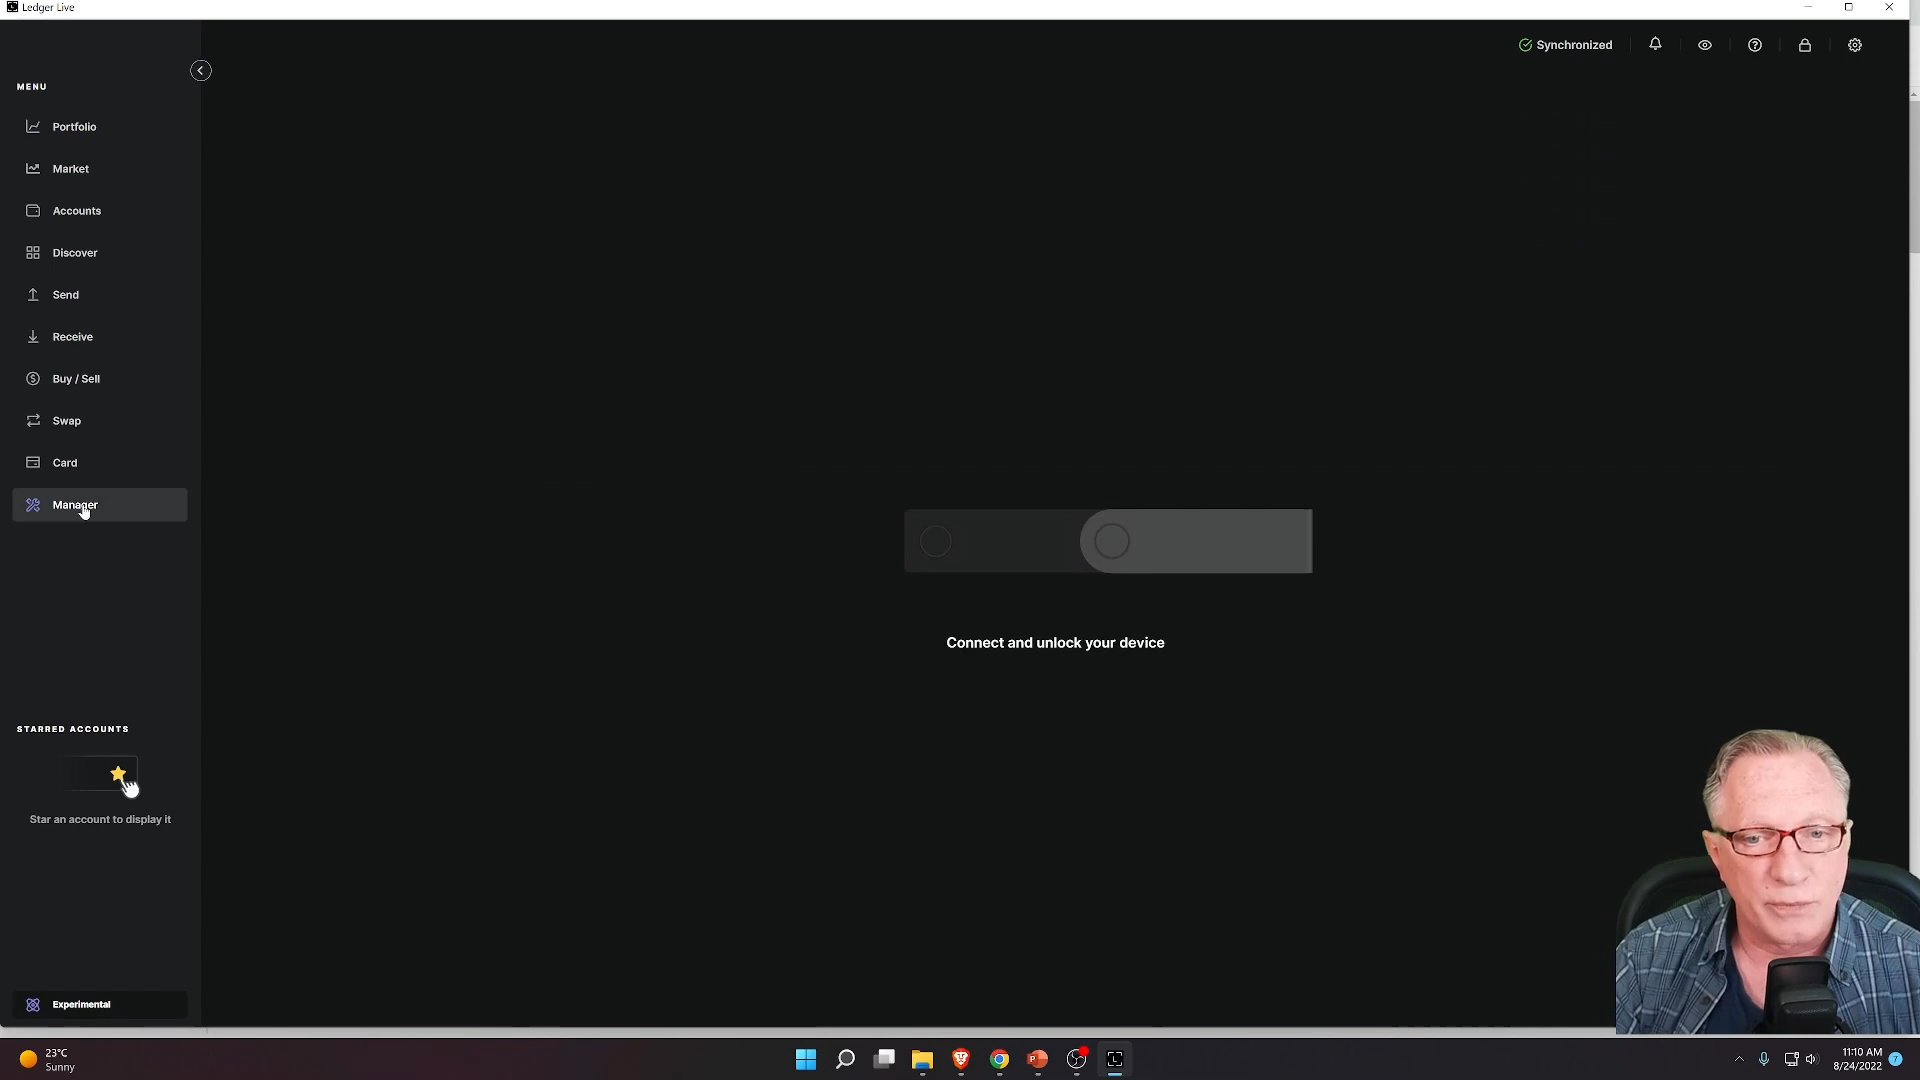 Ledger Live
Synchronized
MENU
Portfolio
Market
Accounts
Discover
Send
Receive
Buy / Sell
Swap
Card
Manager
Connect and unlock your device
STARRED ACCOUNTS
Star an account to display it
Experimental
23°C
Sunny
11:10 AM
8/24/2022
7